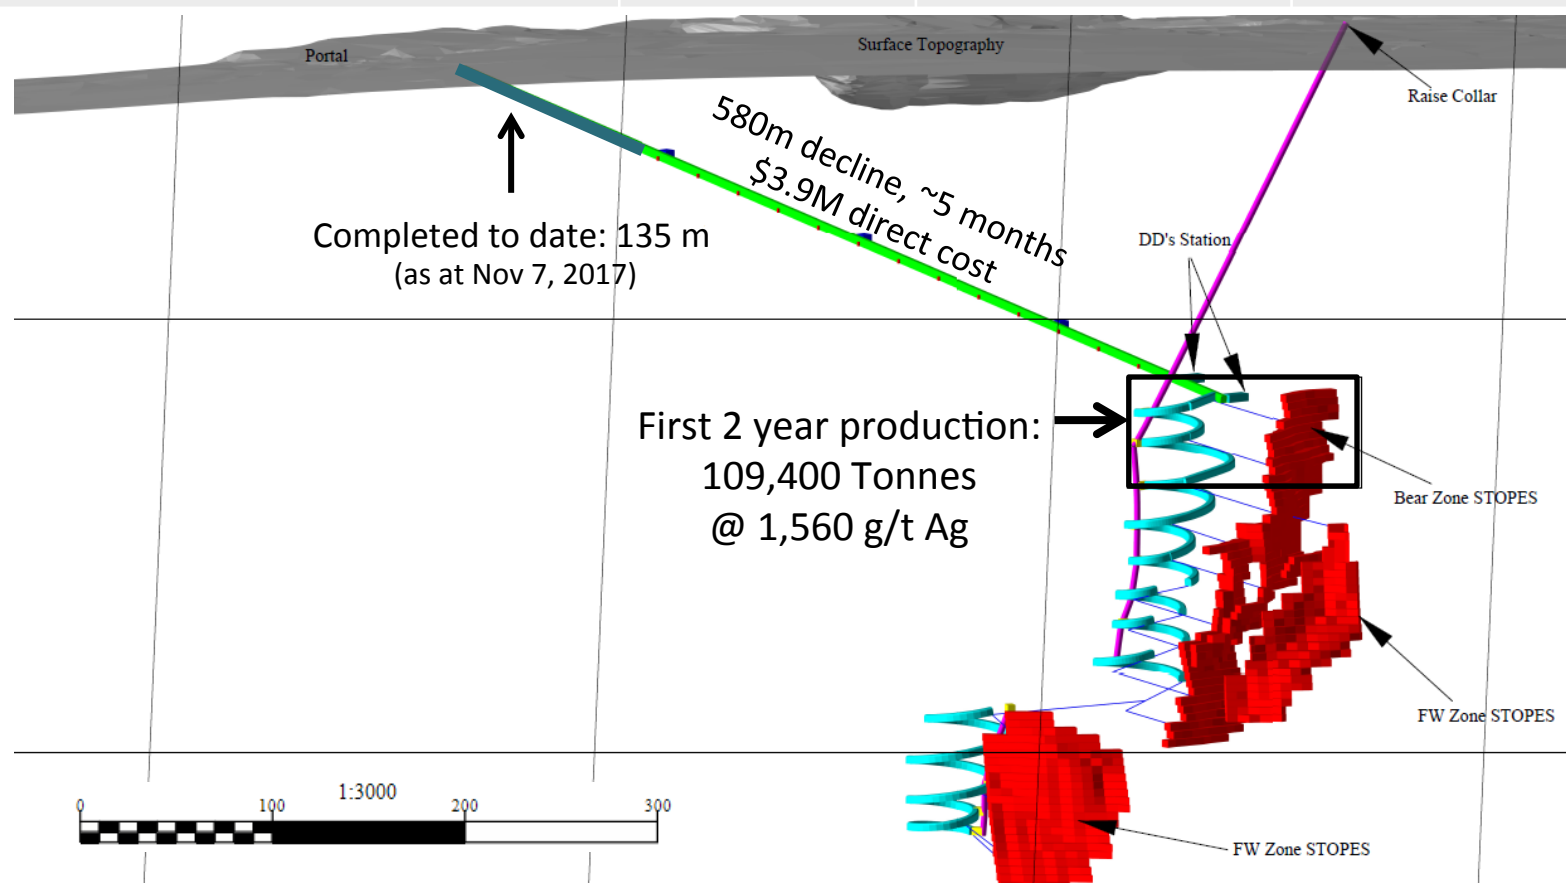 Portal
Surface Topography
Raise Collar
580m decline, ~5 months
$3.9M direct cost
Completed to date: 135 m
(as at Nov 7, 2017)
DD's Station
First 2 year production:
109,400 Tonnes
@ 1,560 g/t Ag
Bear Zone STOPES
FW Zone STOPES
1:3000
0 100 200 300
FW Zone STOPES